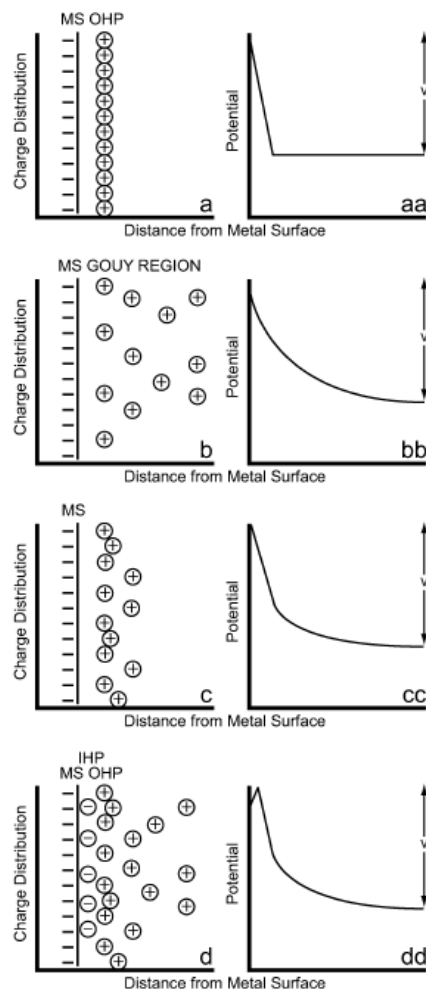 MS OHP
Charge Distribution
a
Potential
V
aa
Distance from Metal Surface
MS GOUY REGION
Charge Distribution
b
Potential
V
bb
Distance from Metal Surface
MS
Charge Distribution
c
Potential
V
cc
Distance from Metal Surface
IHP
MS OHP
Charge Distribution
d
Potential
V
dd
Distance from Metal Surface